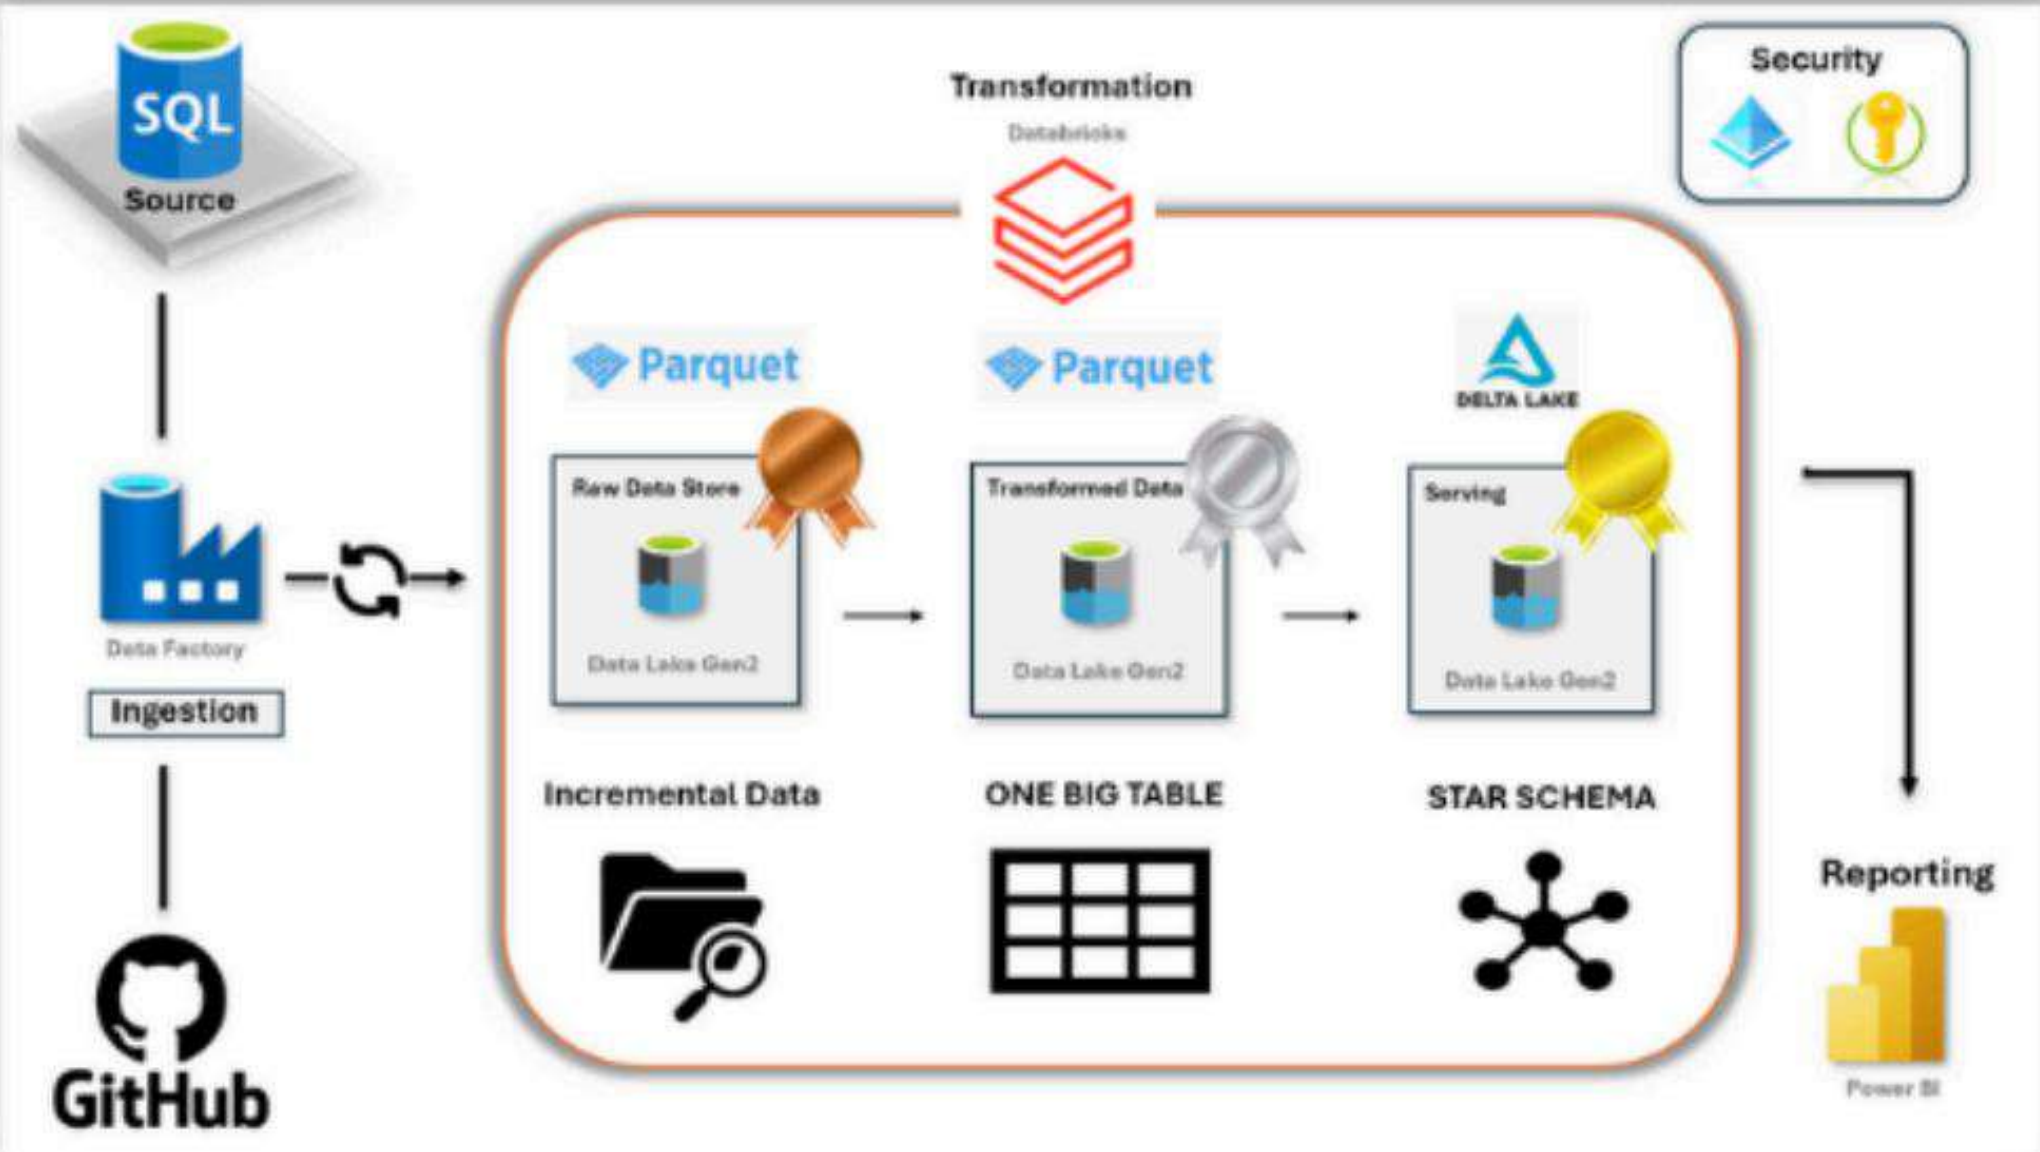 SQL
Source
Data Factory
Ingestion
GitHub
Transformation
Databricks
Parquet
Parquet
DELTA LAKE
Raw Data Store
Data Lake Gen2
Transformed Data
Data Lake Gen2
Serving
Data Lake Gen2
Incremental Data
ONE BIG TABLE
STAR SCHEMA
Security
Reporting
Power BI